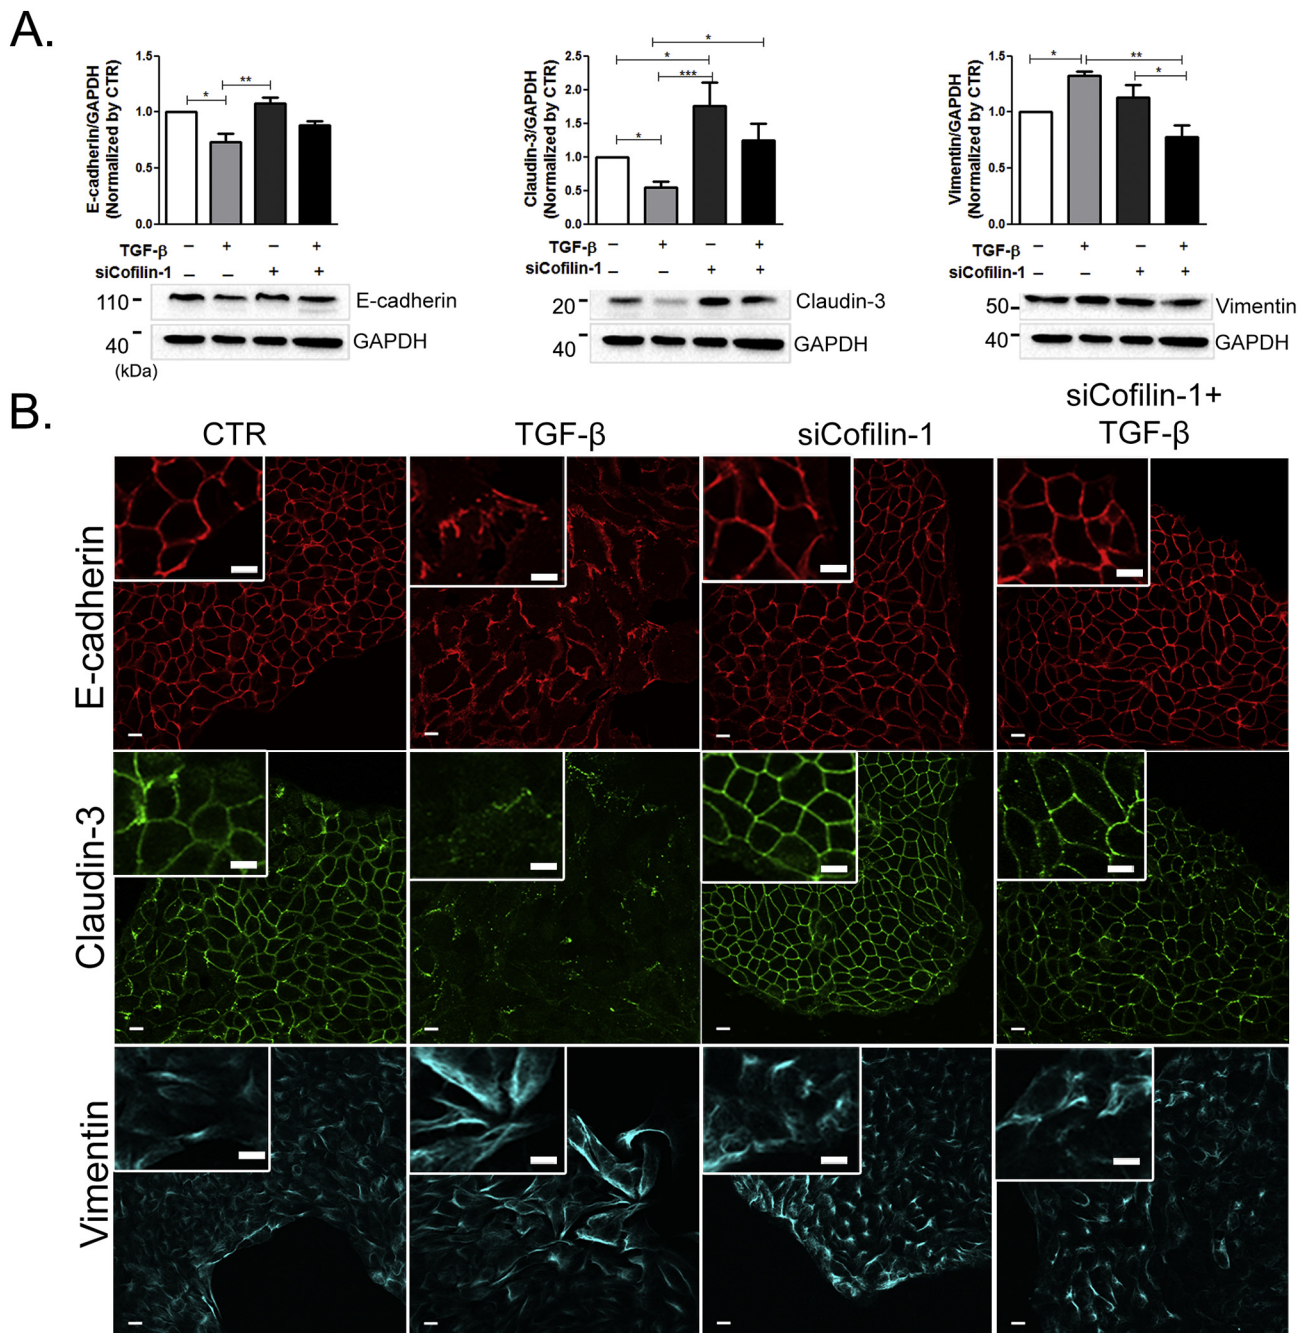 A.
E-cadherin/GAPDH
(Normalized by CTR)
1.5
1.0
0.5
0.0
*
**
TGF-β – + – +
siCofilin-1 – – + +
110 – E-cadherin
40 – GAPDH
(kDa)
Claudin-3/GAPDH
(Normalized by CTR)
2.5
2.0
1.5
1.0
0.5
0.0
*
*
***
*
TGF-β – + – +
siCofilin-1 – – + +
20 – Claudin-3
40 – GAPDH
Vimentin/GAPDH
(Normalized by CTR)
1.5
1.0
0.5
0.0
*
**
*
TGF-β – + – +
siCofilin-1 – – + +
50 – Vimentin
40 – GAPDH
B.
CTR
TGF-β
siCofilin-1
siCofilin-1+
TGF-β
E-cadherin
Claudin-3
Vimentin